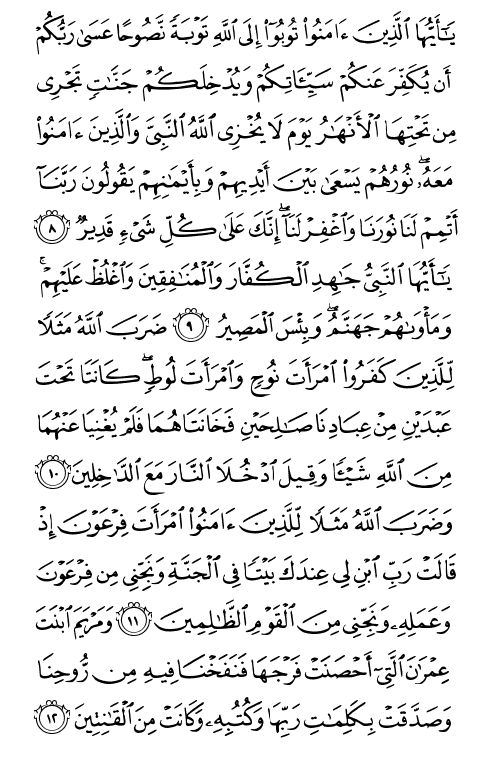 يَـٰٓأَيُّهَا ٱلَّذِينَ ءَامَنُوا۟ تُوبُوٓا۟ إِلَى ٱللَّهِ تَوْبَةً نَّصُوحًا عَسَىٰ رَبُّكُمْ
أَن يُكَفِّرَ عَنكُمْ سَيِّـَٔاتِكُمْ وَيُدْخِلَكُمْ جَنَّـٰتٍ تَجْرِى
مِن تَحْتِهَا ٱلْأَنْهَـٰرُ يَوْمَ لَا يُخْزِى ٱللَّهُ ٱلنَّبِىَّ وَٱلَّذِينَ ءَامَنُوا۟
مَعَهُۥ ۖ نُورُهُمْ يَسْعَىٰ بَيْنَ أَيْدِيهِمْ وَبِأَيْمَـٰنِهِمْ يَقُولُونَ رَبَّنَآ
أَتْمِمْ لَنَا نُورَنَا وَٱغْفِرْ لَنَآ ۖ إِنَّكَ عَلَىٰ كُلِّ شَىْءٍ قَدِيرٌ ٨
يَـٰٓأَيُّهَا ٱلنَّبِىُّ جَـٰهِدِ ٱلْكُفَّارَ وَٱلْمُنَـٰفِقِينَ وَٱغْلُظْ عَلَيْهِمْ ۚ
وَمَأْوَىٰهُمْ جَهَنَّمُ ۖ وَبِئْسَ ٱلْمَصِيرُ ٩ ضَرَبَ ٱللَّهُ مَثَلًا
لِّلَّذِينَ كَفَرُوا۟ ٱمْرَأَتَ نُوحٍ وَٱمْرَأَتَ لُوطٍ ۖ كَانَتَا تَحْتَ
عَبْدَيْنِ مِنْ عِبَادِنَا صَـٰلِحَيْنِ فَخَانَتَاهُمَا فَلَمْ يُغْنِيَا عَنْهُمَا
مِنَ ٱللَّهِ شَيْـًٔا وَقِيلَ ٱدْخُلَا ٱلنَّارَ مَعَ ٱلدَّٰخِلِينَ ١٠
وَضَرَبَ ٱللَّهُ مَثَلًا لِّلَّذِينَ ءَامَنُوا۟ ٱمْرَأَتَ فِرْعَوْنَ إِذْ
قَالَتْ رَبِّ ٱبْنِ لِى عِندَكَ بَيْتًا فِى ٱلْجَنَّةِ وَنَجِّنِى مِن فِرْعَوْنَ
وَعَمَلِهِۦ وَنَجِّنِى مِنَ ٱلْقَوْمِ ٱلظَّـٰلِمِينَ ١١ وَمَرْيَمَ ٱبْنَتَ
عِمْرَٰنَ ٱلَّتِىٓ أَحْصَنَتْ فَرْجَهَا فَنَفَخْنَا فِيهِ مِن رُّوحِنَا
وَصَدَّقَتْ بِكَلِمَـٰتِ رَبِّهَا وَكُتُبِهِۦ وَكَانَتْ مِنَ ٱلْقَـٰنِتِينَ ١٢